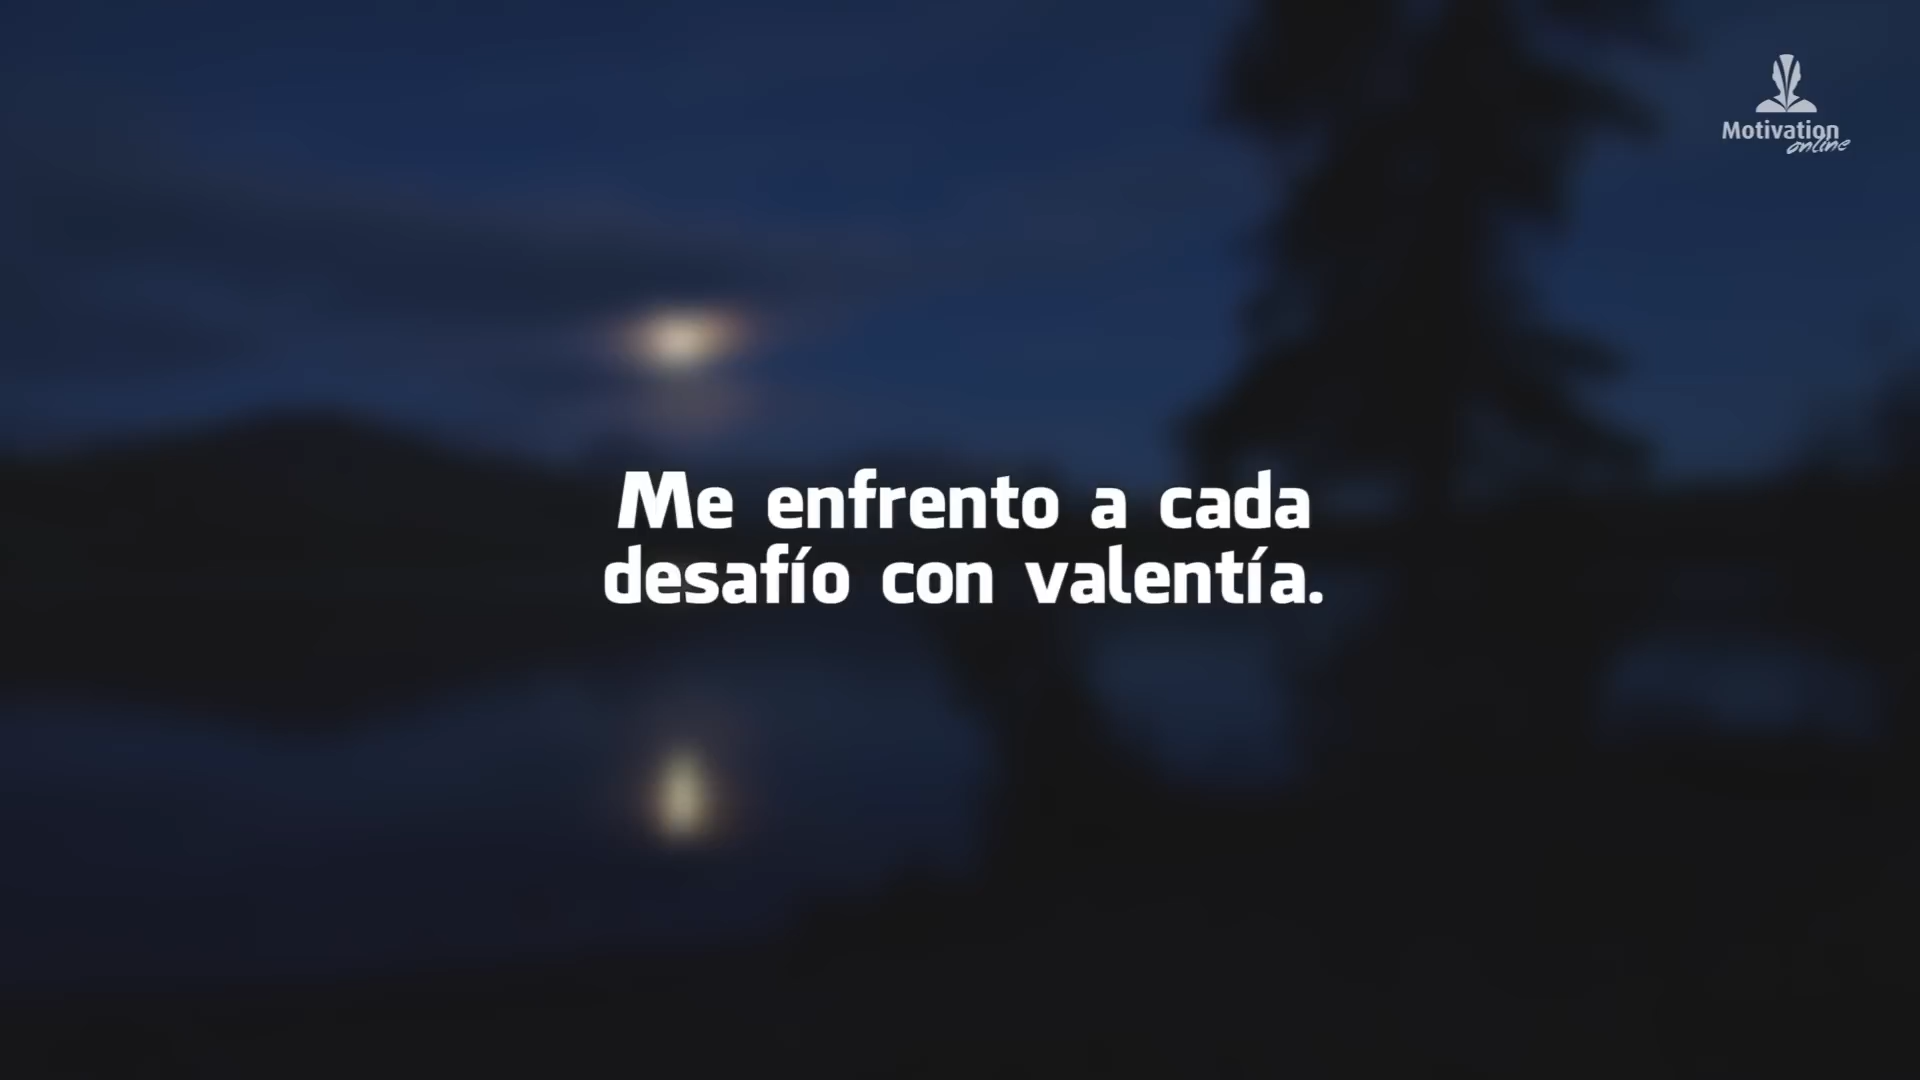 Motivation
online
Me enfrento a cada
desafío con valentía.